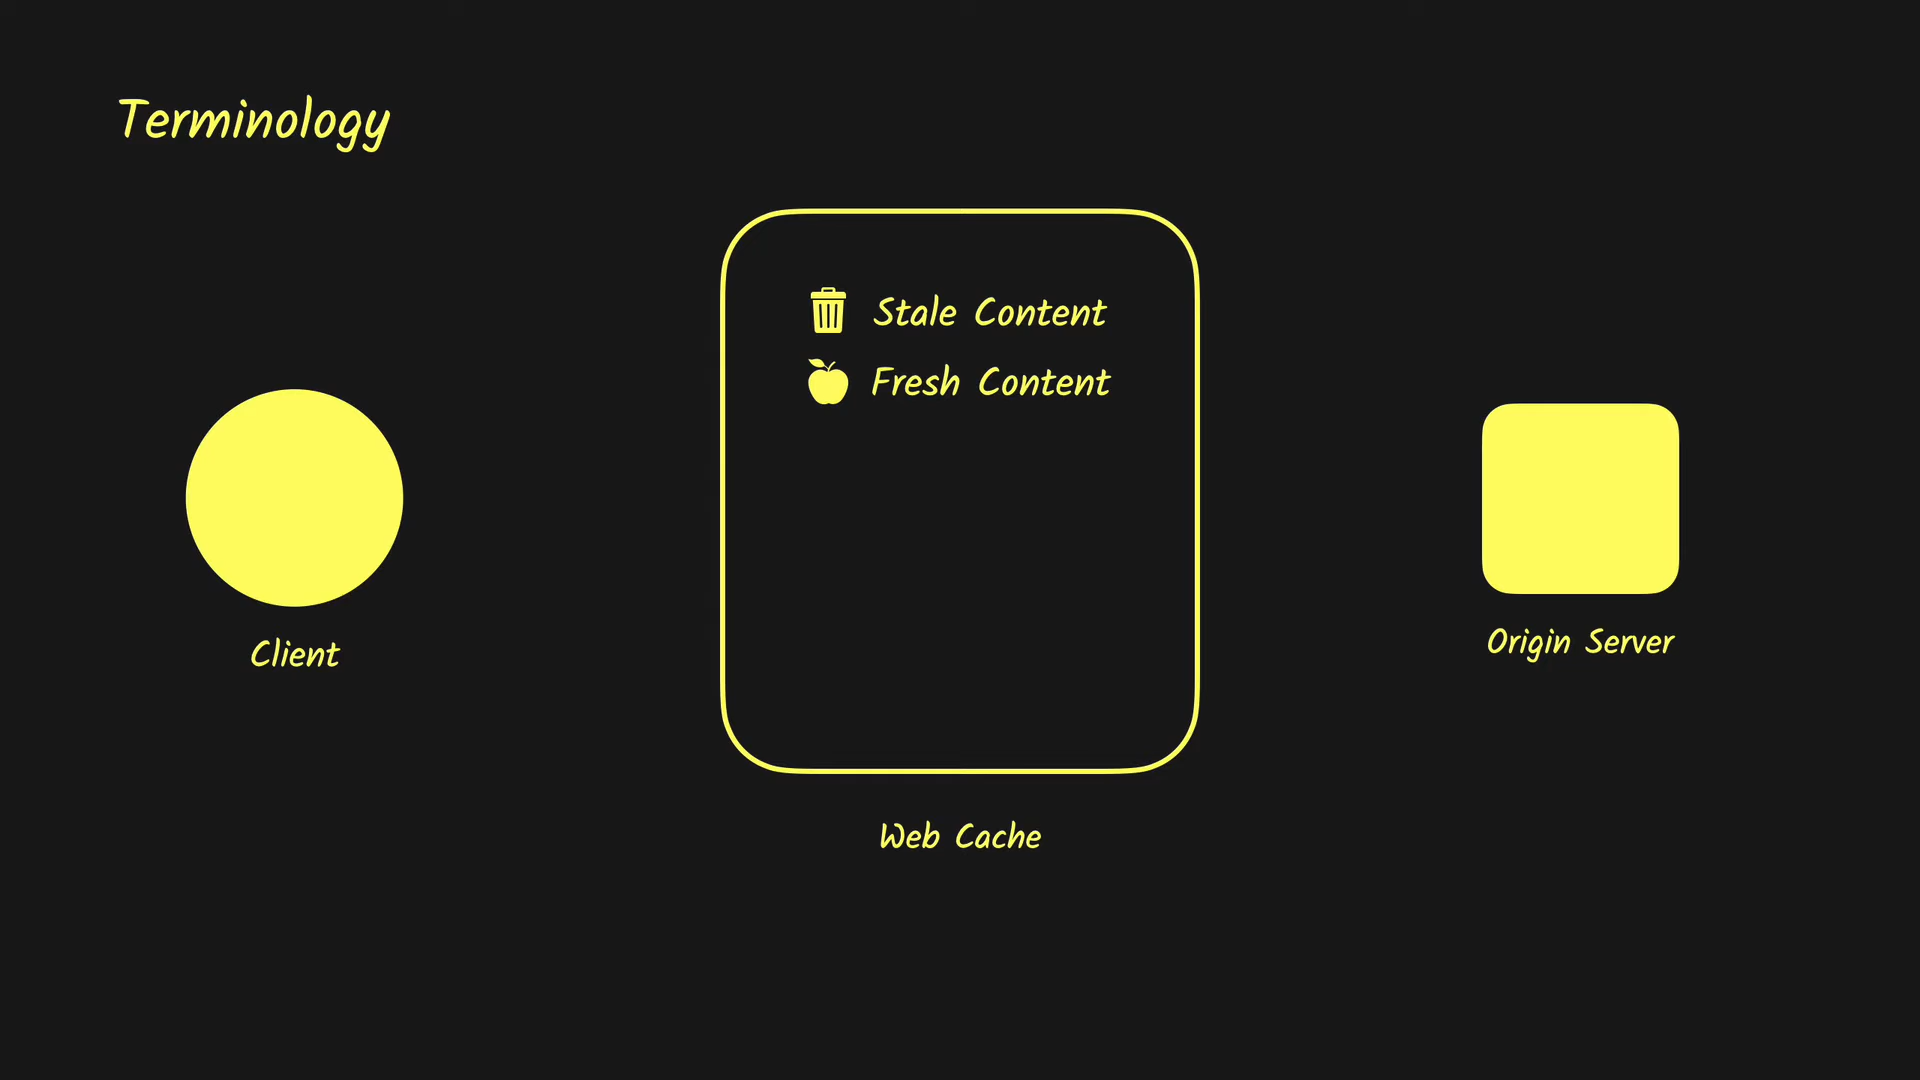 Terminology
Stale Content
Fresh Content
Client
Origin Server
Web Cache